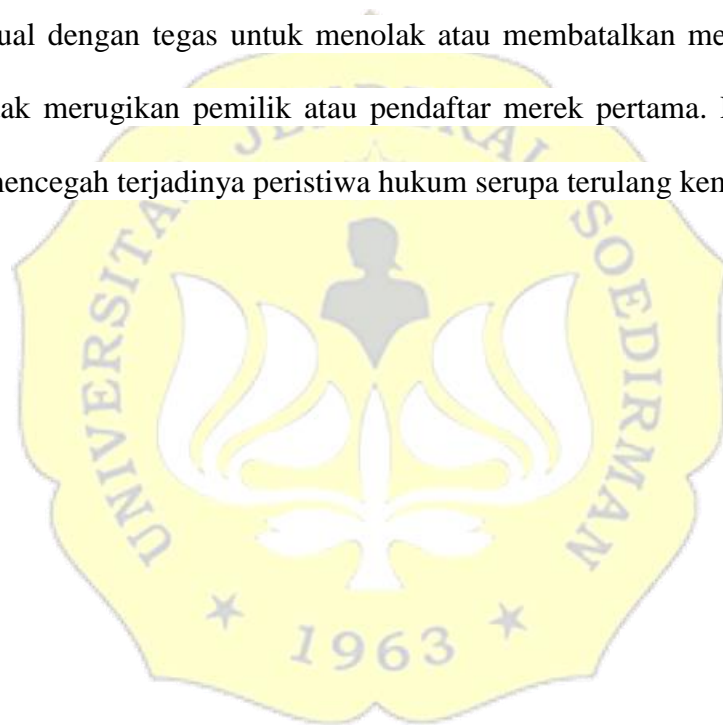 ual dengan tegas untuk menolak atau membatalkan me
ak merugikan pemilik atau pendaftar merek pertama.
mencegah terjadinya peristiwa hukum serupa terulang kem
UNIVERSITAS JENDERAL SOEDIRMAN
1963